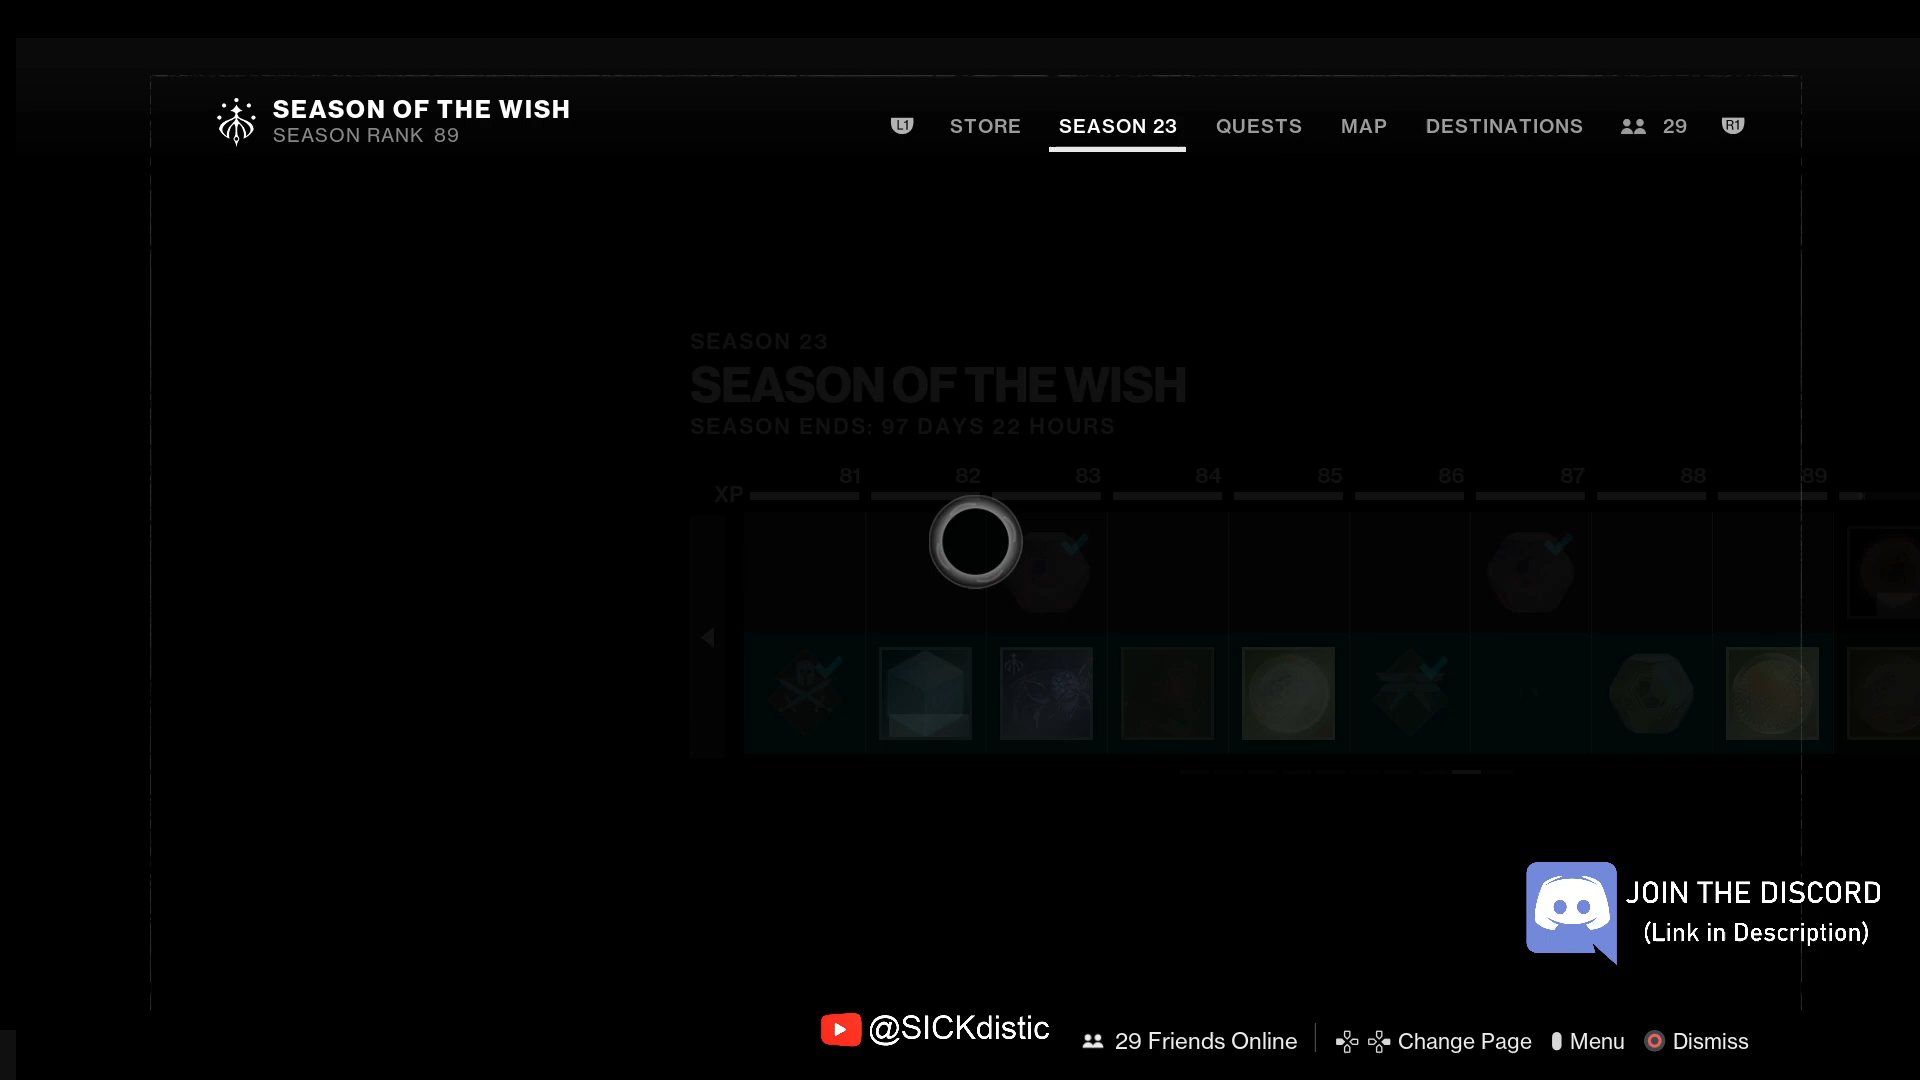 SEASON OF THE WISH
SEASON RANK 89
L1 STORE SEASON 23 QUESTS MAP DESTINATIONS 29 R1
SEASON 23
SEASON OF THE WISH
SEASON ENDS: 97 DAYS 22 HOURS
81 82 83 84 85 86 87 88 89
XP
JOIN THE DISCORD
(Link in Description)
@SICKdistic
29 Friends Online Change Page Menu Dismiss